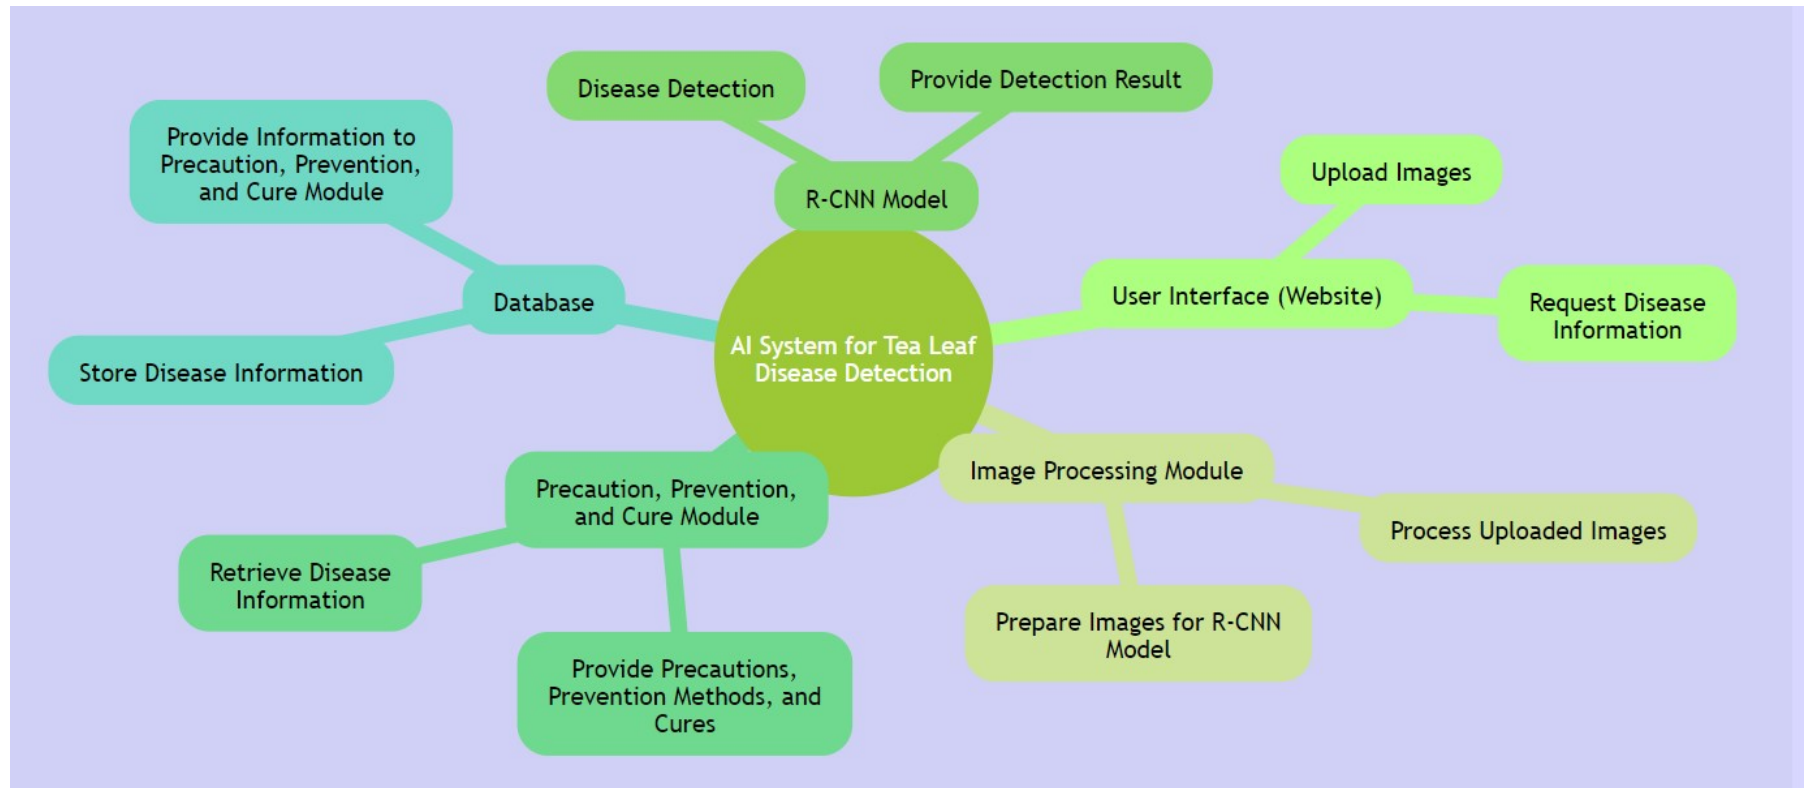 Disease Detection
Provide Detection Result
Provide Information to
Precaution, Prevention,
and Cure Module
R-CNN Model
Upload Images
Database
User Interface (Website)
Request Disease
Information
AI System for Tea Leaf
Disease Detection
Store Disease Information
Precaution, Prevention,
and Cure Module
Image Processing Module
Process Uploaded Images
Retrieve Disease
Information
Prepare Images for R-CNN
Model
Provide Precautions,
Prevention Methods, and
Cures